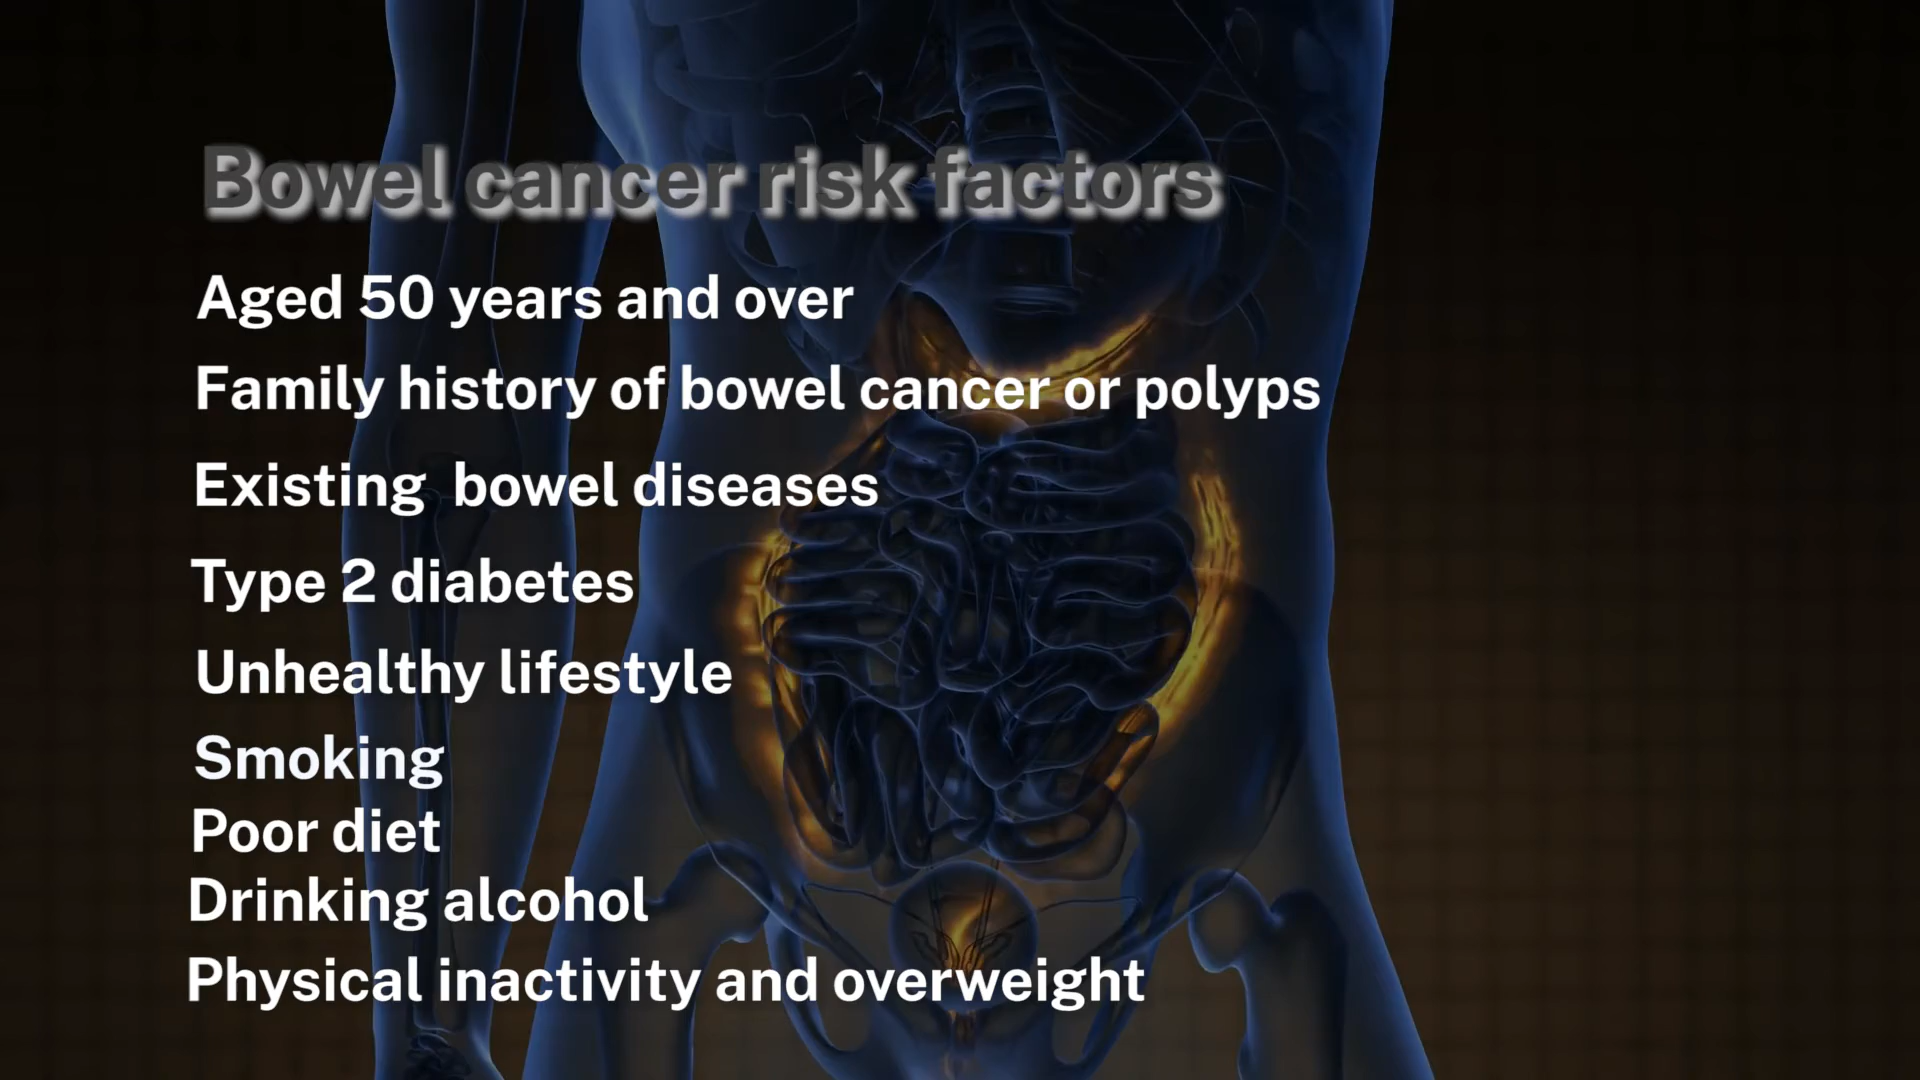 Bowel cancer risk factors
Aged 50 years and over
Family history of bowel cancer or polyps
Existing  bowel diseases
Type 2 diabetes
Unhealthy lifestyle
Smoking
Poor diet
Drinking alcohol
Physical inactivity and overweight